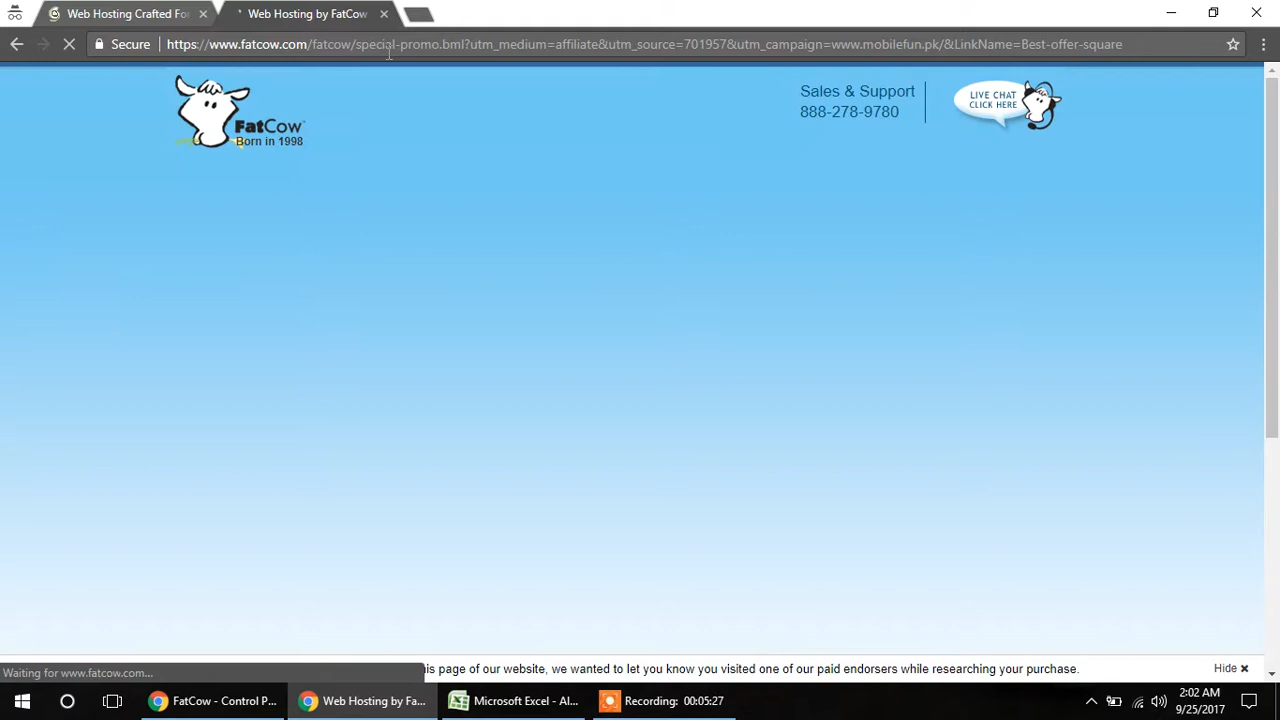 Web Hosting Crafted Fo
Web Hosting by FatCow
Secure
https://www.fatcow.com/fatcow/special-promo.bml?utm_medium=affiliate&utm_source=701957&utm_campaign=www.mobilefun.pk/&LinkName=Best-offer-square
FatCow
Born in 1998
Sales & Support
888-278-9780
LIVE CHAT
CLICK HERE
is page of our website, we wanted to let you know you visited one of our paid endorsers while researching your purchase.
Hide
Waiting for www.fatcow.com...
FatCow - Control P...
Web Hosting by Fa...
Microsoft Excel - Al...
Recording: 00:05:27
2:02 AM
9/25/2017